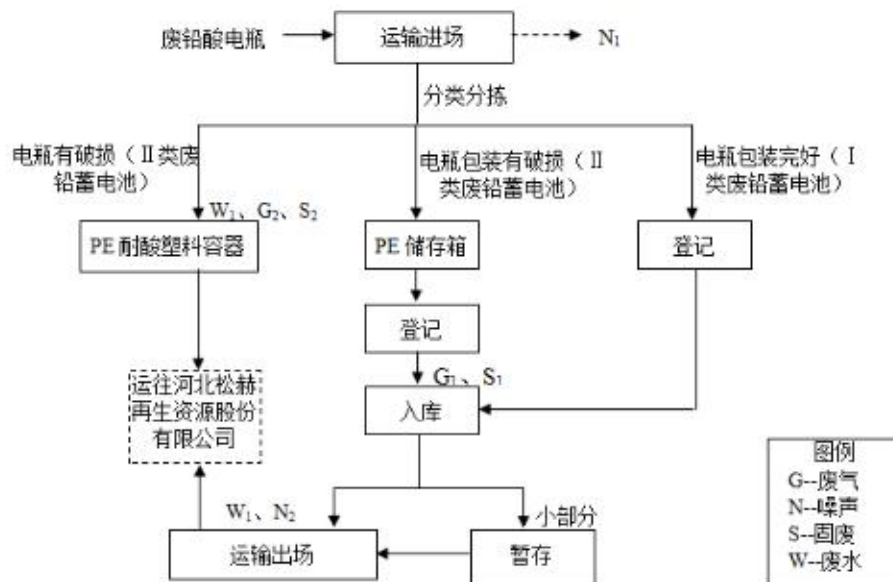 废铅酸电瓶
运输进场
N₁
分类分拣
电瓶有破损（Ⅱ类废
铅蓄电池）
电瓶包装有破损（Ⅱ
类废铅蓄电池）
电瓶包装完好（Ⅰ
类废铅蓄电池）
W₁、G₂、S₂
PE 耐酸塑料容器
PE 储存箱
登记
登记
G₁、S₁
入库
运往河北松赫
再生资源股份
有限公司
W₁、N₂
小部分
运输出场
暂存
图例
G--废气
N--噪声
S--固废
W--废水